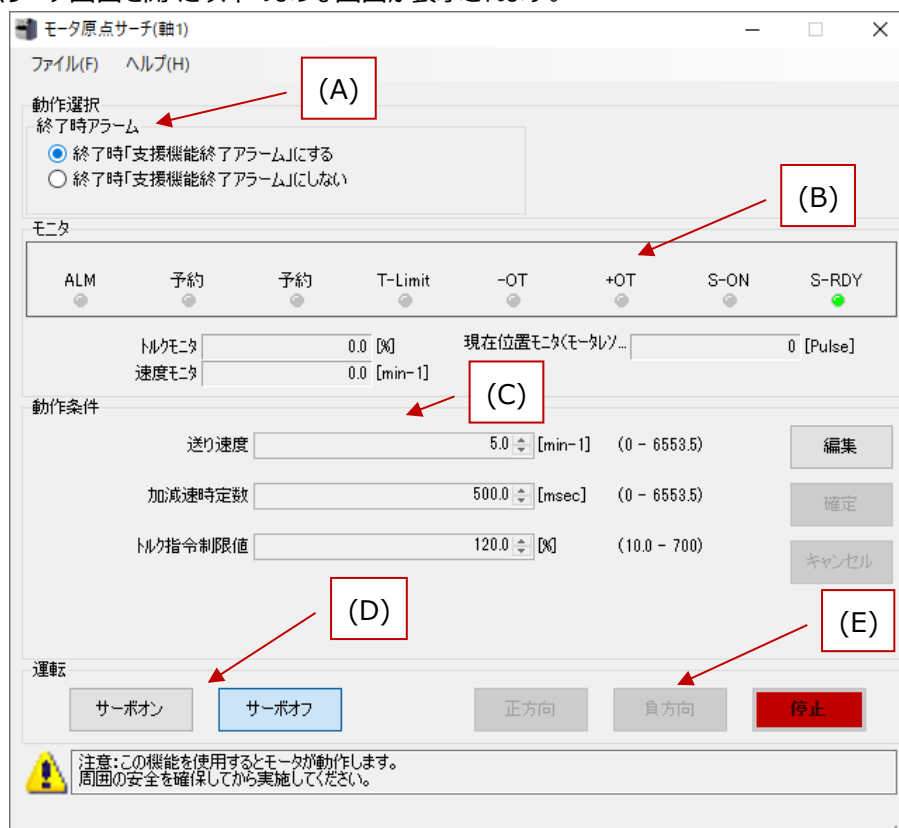 モータ原点サーチ(軸1)
ファイル(F) ヘルプ(H)
(A)
動作選択
終了時アラーム
終了時「支援機能終了アラーム」にする
終了時「支援機能終了アラーム」にしない
(B)
モニタ
ALM 予約 予約 T-Limit -OT +OT S-ON S-RDY
トルクモニタ 0.0 [%] 現在位置モニタ(モータレゾ... 0 [Pulse]
速度モニタ 0.0 [min-1]
(C)
動作条件
送り速度 5.0 [min-1] (0 - 6553.5) 編集
加減速時定数 500.0 [msec] (0 - 6553.5) 確定
トルク指令制限値 120.0 [%] (10.0 - 700) キャンセル
(D)
(E)
運転
サーボオン サーボオフ 正方向 負方向 停止
注意:この機能を使用するとモータが動作します。
周囲の安全を確保してから実施してください。